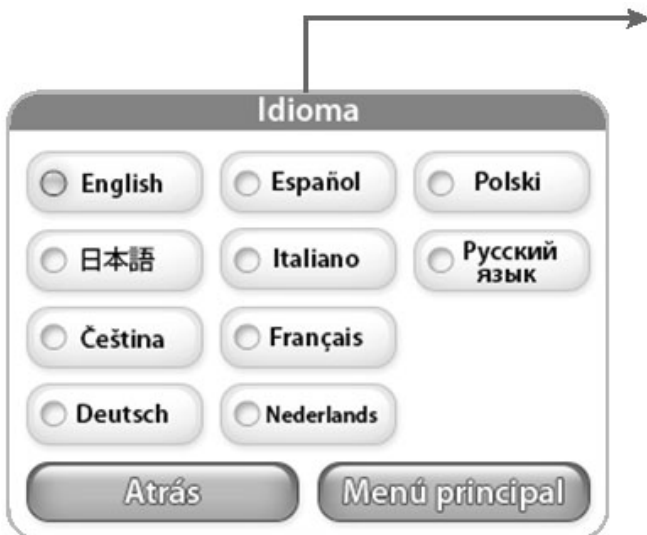 Idioma
English
Español
Polski
日本語
Italiano
Русский
язык
Čeština
Français
Deutsch
Nederlands
Atrás
Menú principal